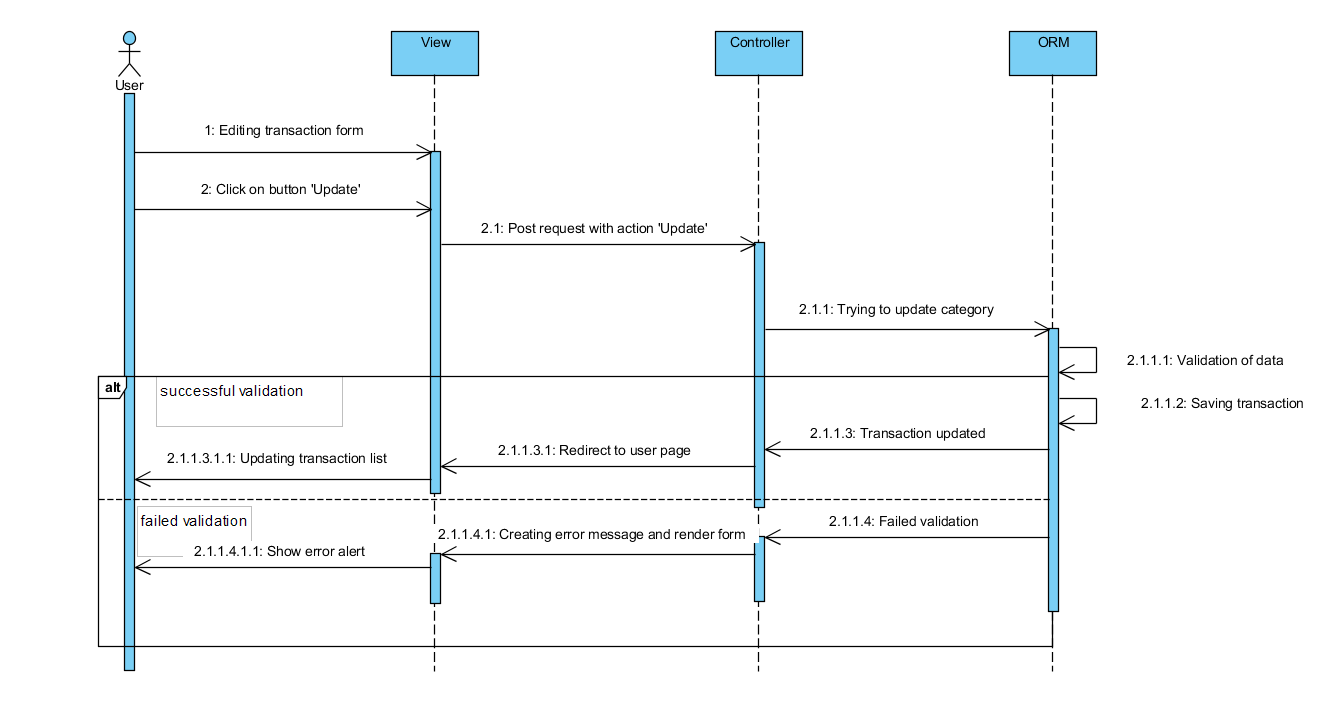 View
Controller
ORM
User
1: Editing transaction form
2: Click on button 'Update'
2.1: Post request with action 'Update'
2.1.1: Trying to update category
2.1.1.1: Validation of data
alt
successful validation
2.1.1.2: Saving transaction
2.1.1.3: Transaction updated
2.1.1.3.1: Redirect to user page
2.1.1.3.1.1: Updating transaction list
failed validation
2.1.1.4: Failed validation
2.1.1.4.1: Creating error message and render form
2.1.1.4.1.1: Show error alert